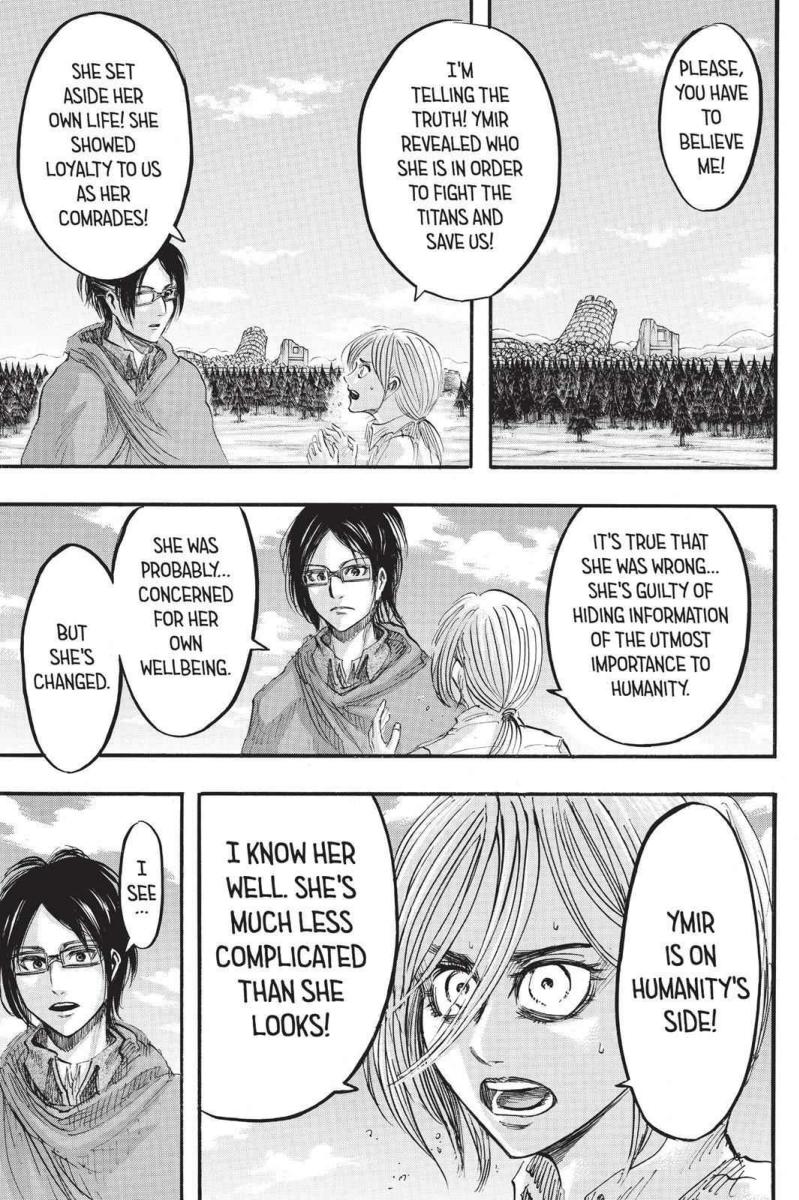 PLEASE,
YOU HAVE
TO
BELIEVE
ME!
I'M
TELLING THE
TRUTH! YMIR
REVEALED WHO
SHE IS IN ORDER
TO FIGHT THE
TITANS AND
SAVE US!
SHE SET
ASIDE HER
OWN LIFE! SHE
SHOWED
LOYALTY TO US
AS HER
COMRADES!
IT'S TRUE THAT
SHE WAS WRONG...
SHE'S GUILTY OF
HIDING INFORMATION
OF THE UTMOST
IMPORTANCE TO
HUMANITY.
SHE WAS
PROBABLY...
CONCERNED
FOR HER
OWN
WELLBEING.
BUT
SHE'S
CHANGED.
YMIR
IS ON
HUMANITY'S
SIDE!
I KNOW HER
WELL. SHE'S
MUCH LESS
COMPLICATED
THAN SHE
LOOKS!
I
SEE
...